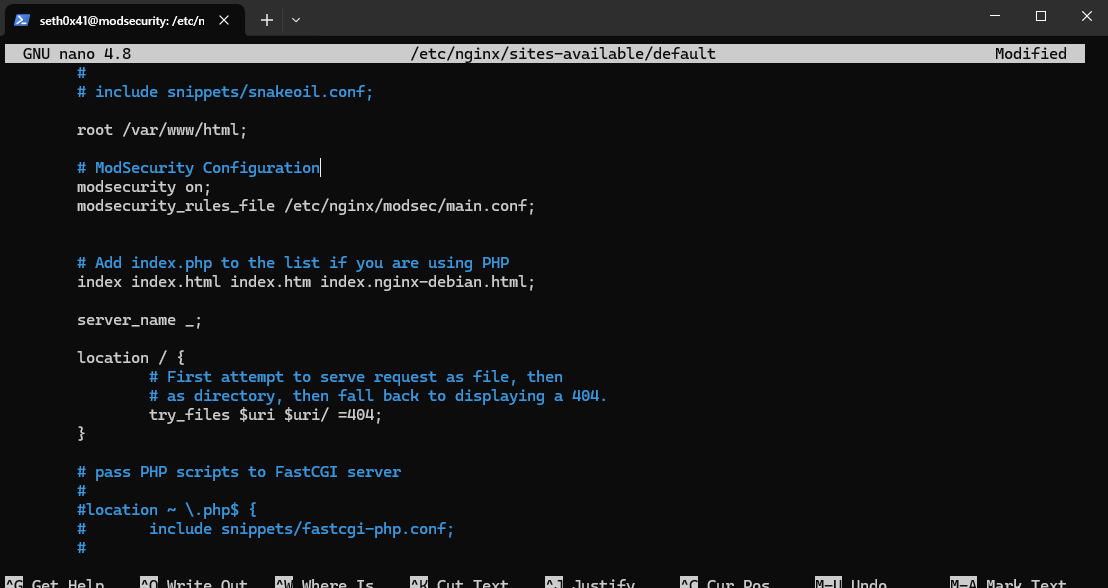 seth0x41@modsecurity: /etc/n
GNU nano 4.8 /etc/nginx/sites-available/default Modified
#
# include snippets/snakeoil.conf;
root /var/www/html;
# ModSecurity Configuration
modsecurity on;
modsecurity_rules_file /etc/nginx/modsec/main.conf;
# Add index.php to the list if you are using PHP
index index.html index.htm index.nginx-debian.html;
server_name _;
location / {
# First attempt to serve request as file, then
# as directory, then fall back to displaying a 404.
try_files $uri $uri/ =404;
}
# pass PHP scripts to FastCGI server
#
#location ~ \.php$ {
# include snippets/fastcgi-php.conf;
#
^G Get Help ^O Write Out ^W Where Is ^K Cut Text ^J Justify ^C Cur Pos M-U Undo M-A Mark Text